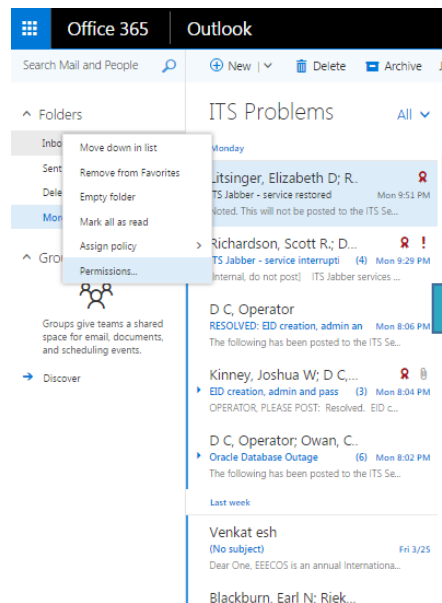 Office 365 Outlook
Search Mail and People
New
Delete
Archive
Folders
ITS Problems
All
Inbo
Move down in list
Monday
Sent
Remove from Favorites
Litsinger, Elizabeth D; R..
Dele
Empty folder
ITS Jabber - service restored Mon 9:51 PM
Noted. This will not be posted to the ITS Se...
Mor
Mark all as read
Assign policy
Richardson, Scott R.; D... !
Grou
Permissions...
ITS Jabber - service interrupti (4) Mon 9:29 PM
[Internal, do not post] ITS Jabber services ...
Groups give teams a shared
space for email, documents,
and scheduling events.
Discover
D C, Operator
RESOLVED: EID creation, admin an Mon 8:06 PM
The following has been posted to the ITS Se...
Kinney, Joshua W; D C,...
EID creation, admin and pass (3) Mon 8:04 PM
OPERATOR, PLEASE POST: Resolved. EID c...
D C, Operator; Owan, C..
Oracle Database Outage (6) Mon 8:02 PM
The following has been posted to the ITS Se...
Last week
Venkat esh
(No subject) Fri 3/25
Dear One, EEECOS is an annual Internationa...
Blackburn, Earl N; Riek...